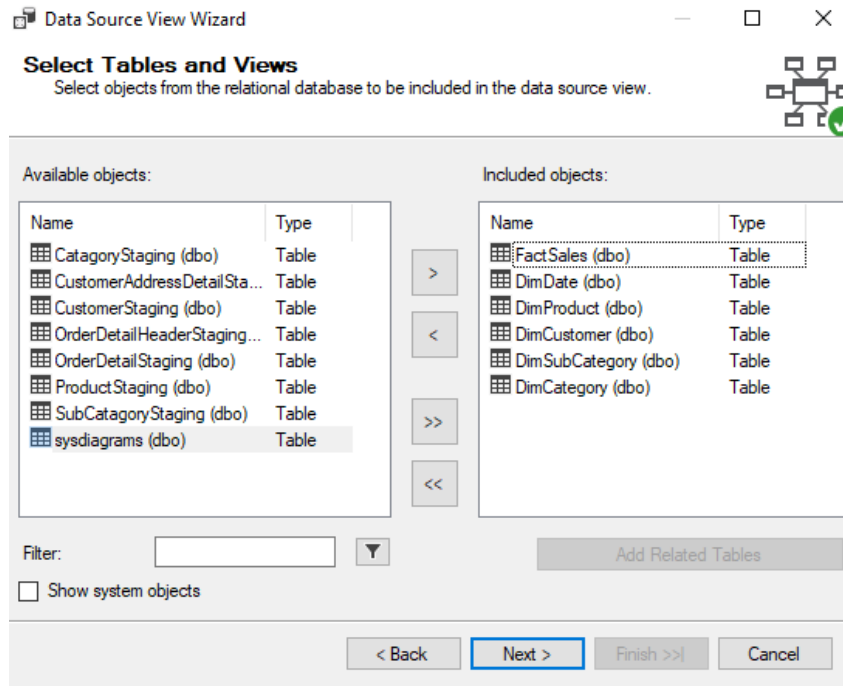 Data Source View Wizard
Select Tables and Views
Select objects from the relational database to be included in the data source view.
Available objects:
Name Type
CatagoryStaging (dbo) Table
CustomerAddressDetailSta... Table
CustomerStaging (dbo) Table
OrderDetailHeaderStaging... Table
OrderDetailStaging (dbo) Table
ProductStaging (dbo) Table
SubCatagoryStaging (dbo) Table
sysdiagrams (dbo) Table
>
<
>>
<<
Included objects:
Name Type
FactSales (dbo) Table
DimDate (dbo) Table
DimProduct (dbo) Table
DimCustomer (dbo) Table
DimSubCategory (dbo) Table
DimCategory (dbo) Table
Filter:
Add Related Tables
Show system objects
< Back Next > Finish >>| Cancel